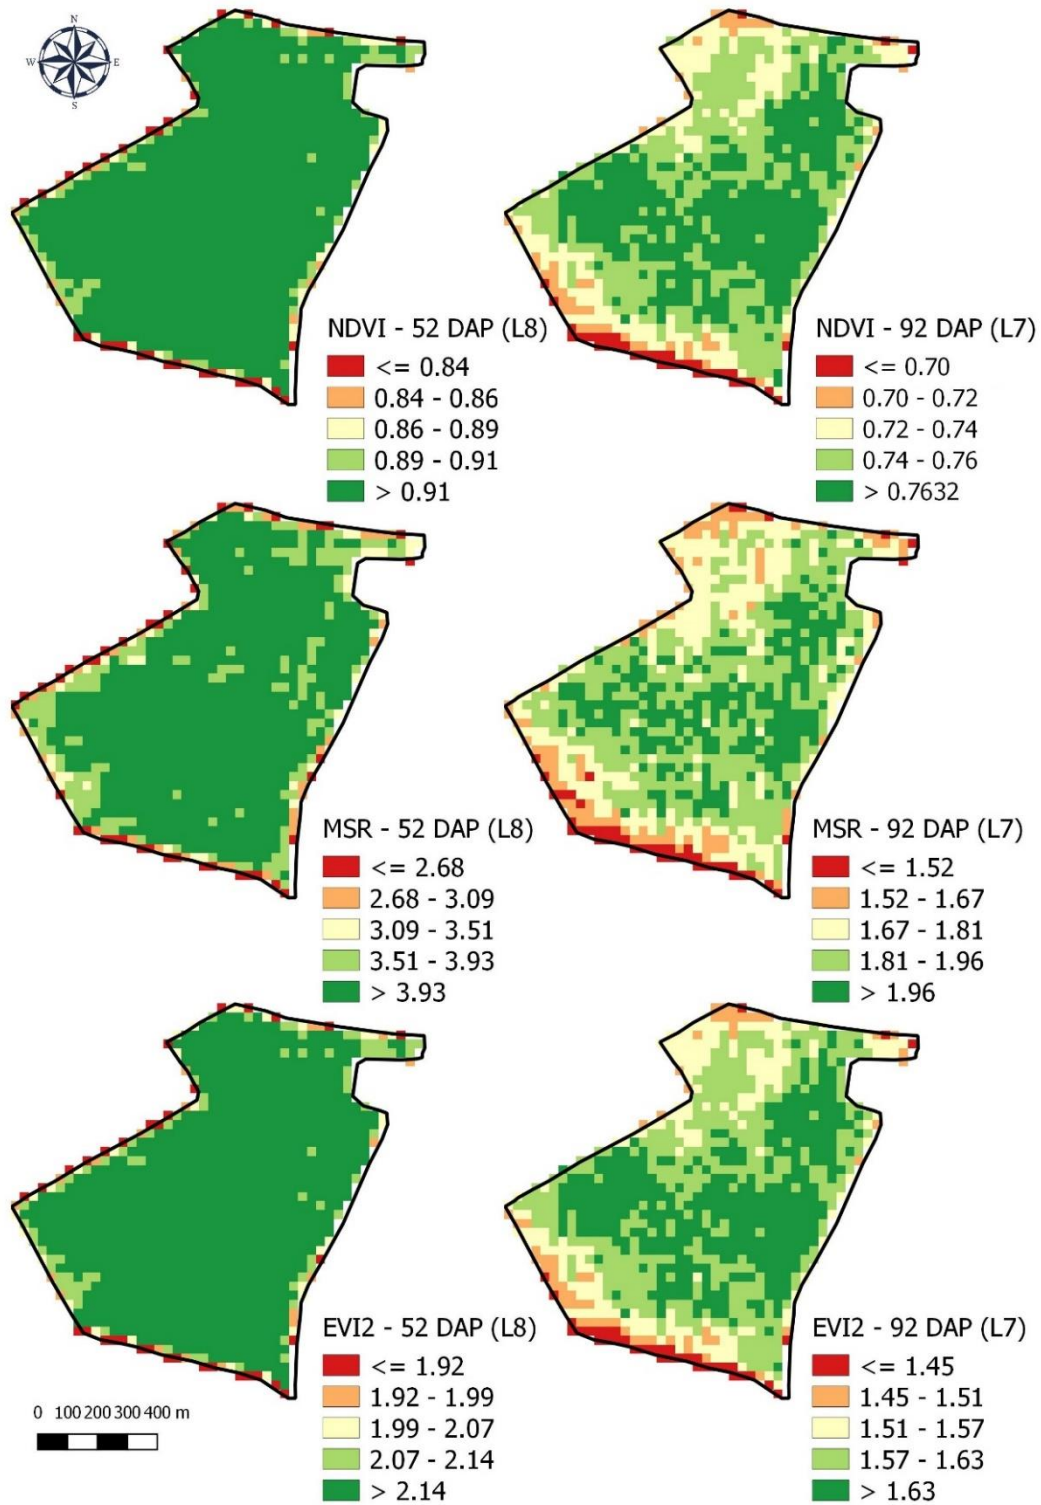 N
W E
S
NDVI - 52 DAP (L8)
<= 0.84
0.84 - 0.86
0.86 - 0.89
0.89 - 0.91
> 0.91
NDVI - 92 DAP (L7)
<= 0.70
0.70 - 0.72
0.72 - 0.74
0.74 - 0.76
> 0.7632
MSR - 52 DAP (L8)
<= 2.68
2.68 - 3.09
3.09 - 3.51
3.51 - 3.93
> 3.93
MSR - 92 DAP (L7)
<= 1.52
1.52 - 1.67
1.67 - 1.81
1.81 - 1.96
> 1.96
EVI2 - 52 DAP (L8)
<= 1.92
1.92 - 1.99
1.99 - 2.07
2.07 - 2.14
> 2.14
EVI2 - 92 DAP (L7)
<= 1.45
1.45 - 1.51
1.51 - 1.57
1.57 - 1.63
> 1.63
0 100 200 300 400 m